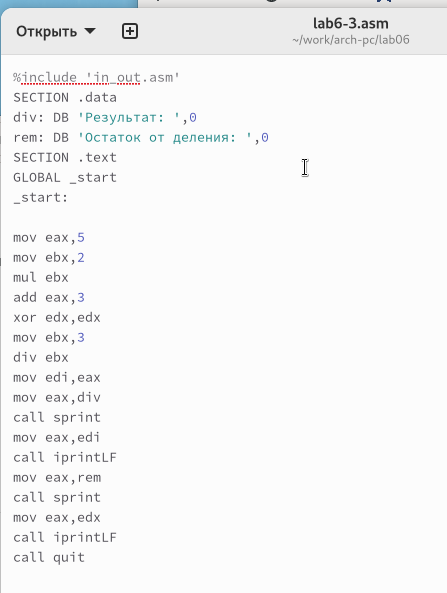 Открыть
lab6-3.asm
~/work/arch-pc/lab06
%include 'in_out.asm'
SECTION .data
div: DB 'Результат: ',0
rem: DB 'Остаток от деления: ',0
SECTION .text
GLOBAL _start
_start:
mov eax,5
mov ebx,2
mul ebx
add eax,3
xor edx,edx
mov ebx,3
div ebx
mov edi,eax
mov eax,div
call sprint
mov eax,edi
call iprintLF
mov eax,rem
call sprint
mov eax,edx
call iprintLF
call quit